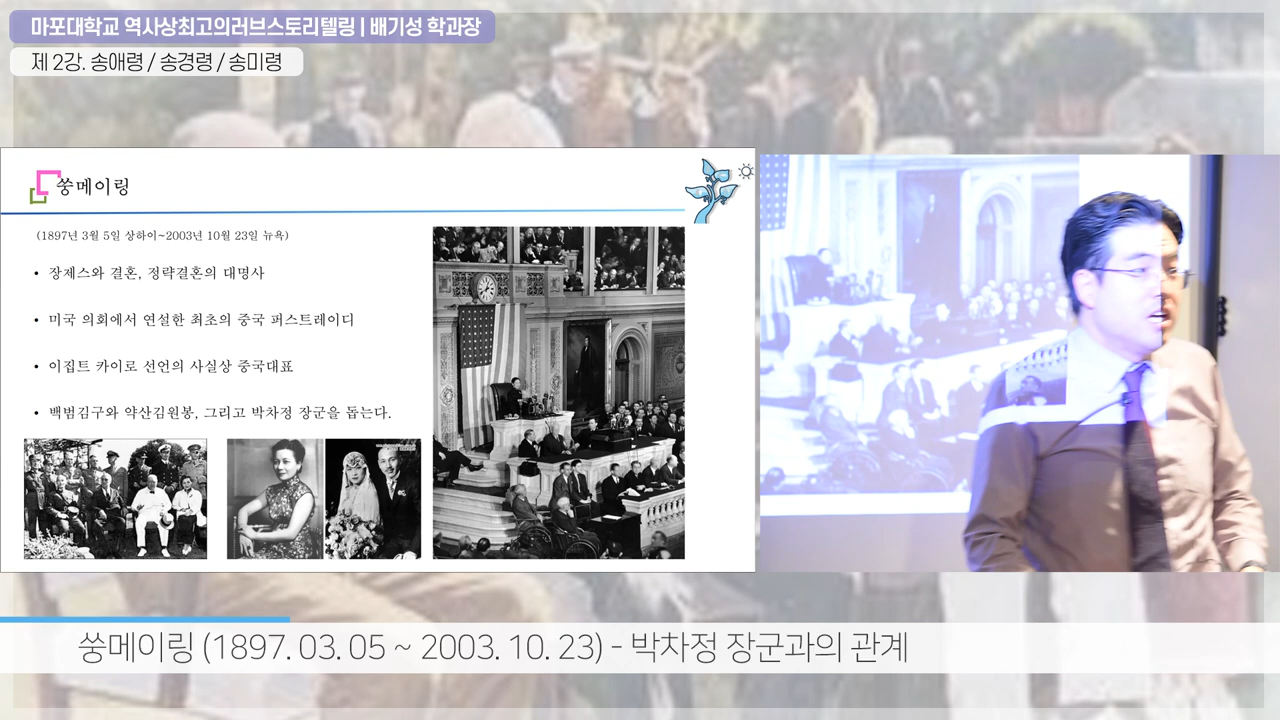 마포대학교 역사상최고의러브스토리텔링 | 배기성 학과장
제 2강. 송애령 / 송경령 / 송미령
쑹메이링
(1897년 3월 5일 상하이~2003년 10월 23일 뉴욕)
• 장제스와 결혼, 정략결혼의 대명사
• 미국 의회에서 연설한 최초의 중국 퍼스트레이디
• 이집트 카이로 선언의 사실상 중국대표
• 백범김구와 약산김원봉, 그리고 박차정 장군을 돕는다.
쑹메이링 (1897. 03. 05 ~ 2003. 10. 23) - 박차정 장군과의 관계